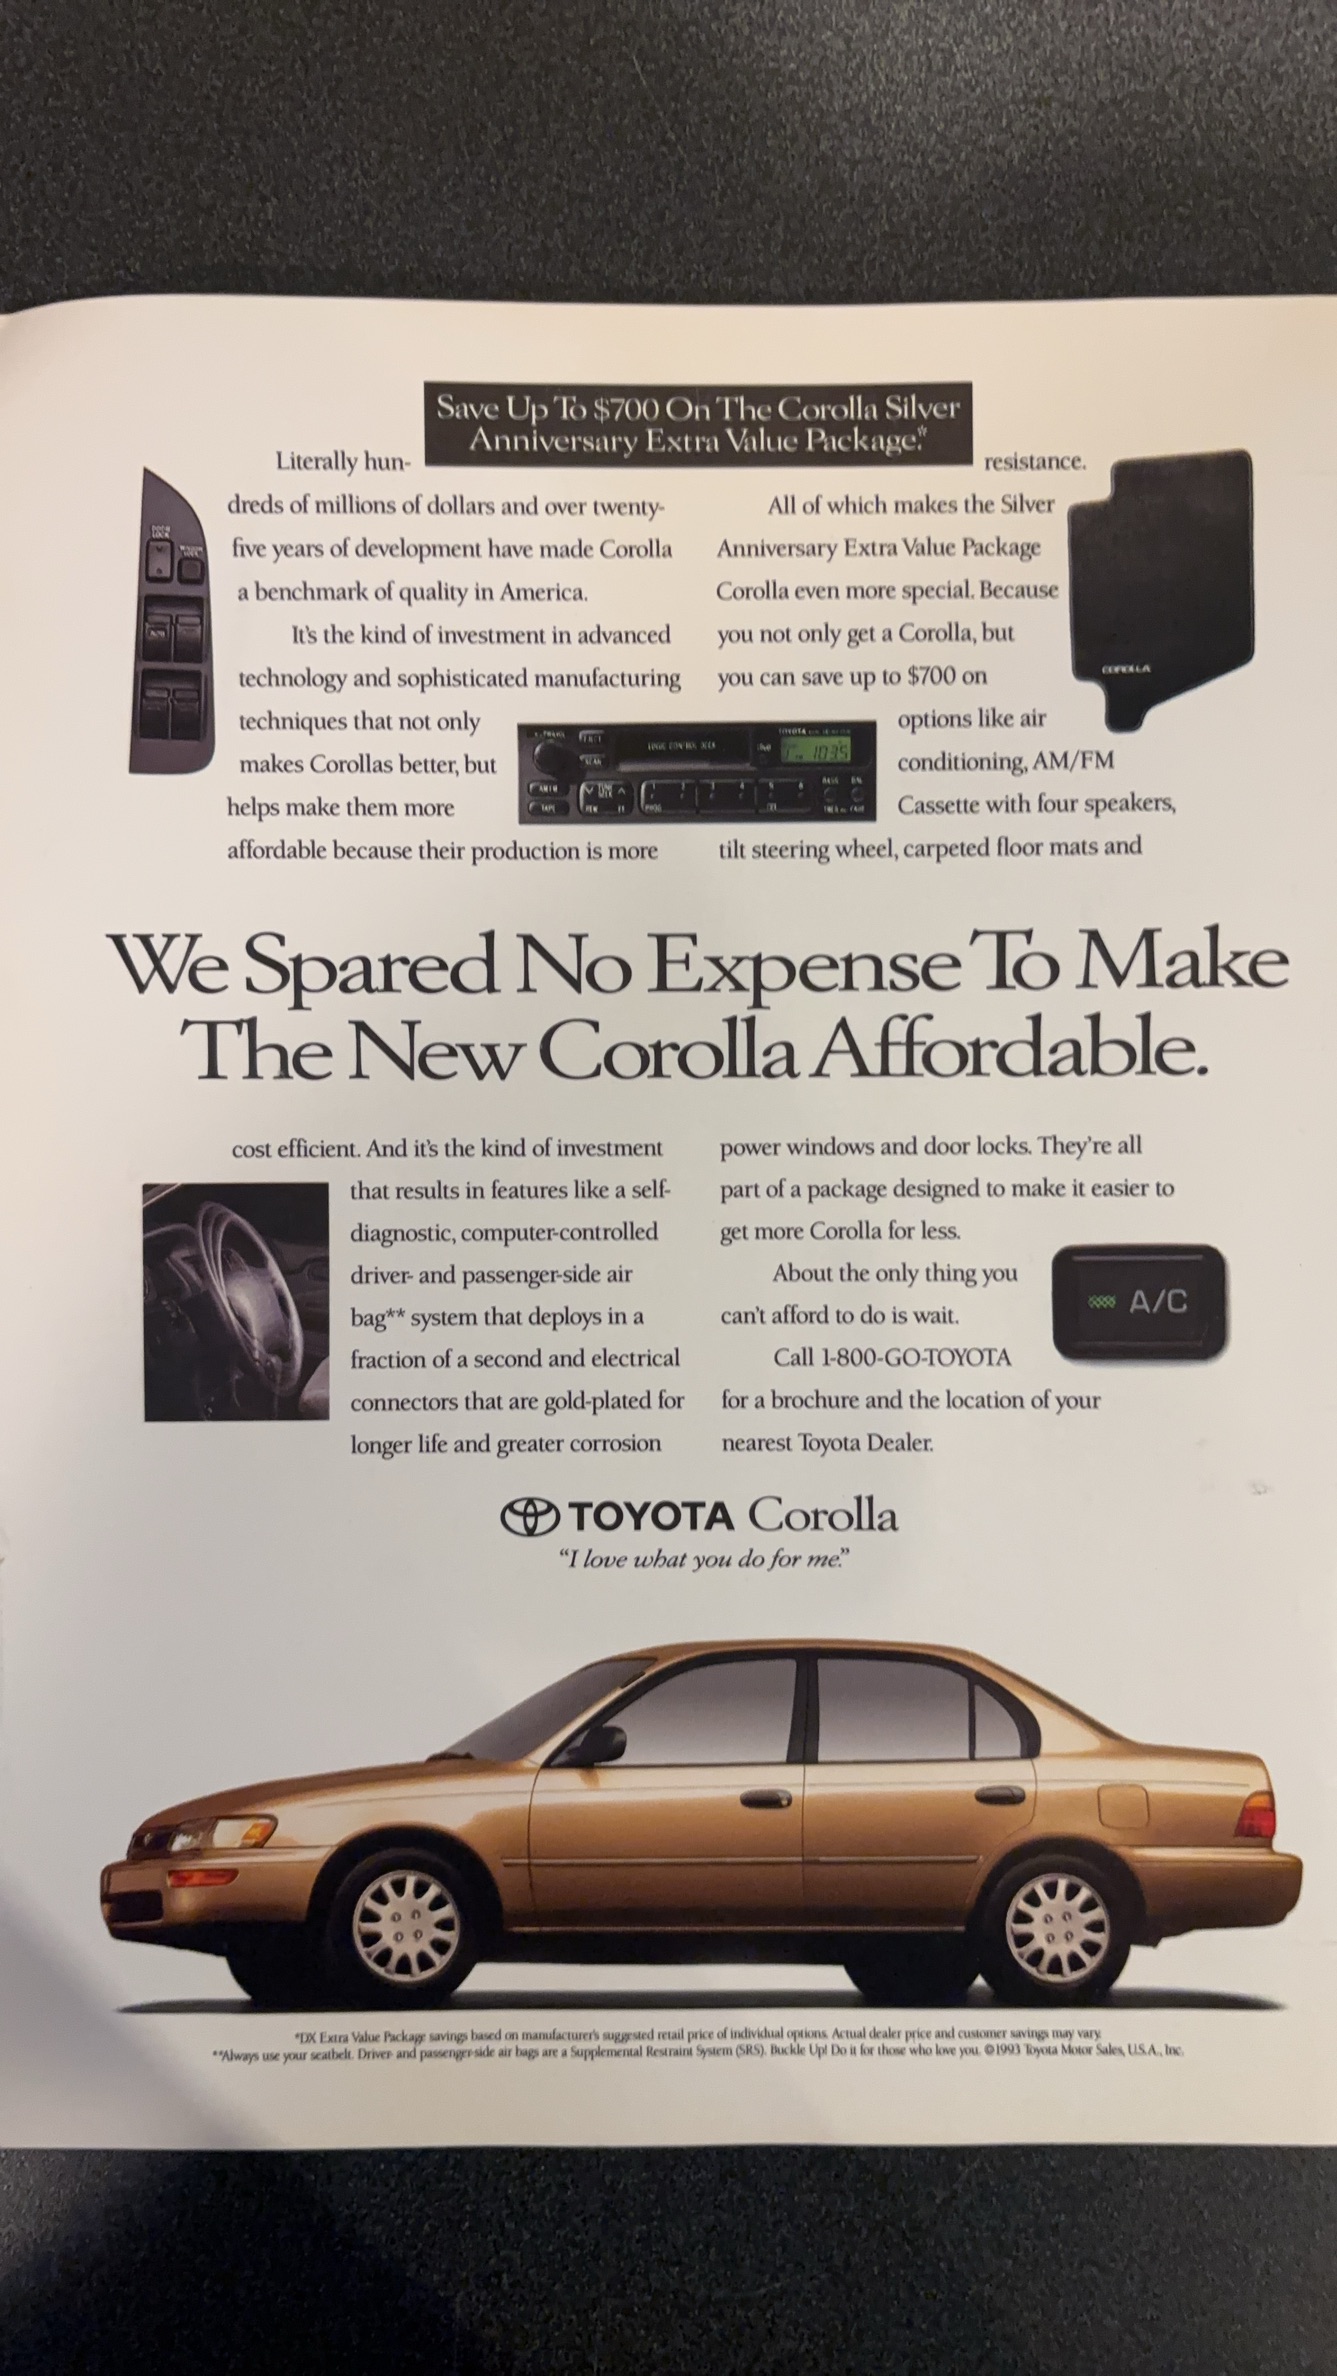 Save Up To $700 On The Corolla Silver
Anniversary Extra Value Package.*
Literally hun-
dreds of millions of dollars and over twenty-
five years of development have made Corolla
a benchmark of quality in America.
It's the kind of investment in advanced
technology and sophisticated manufacturing
techniques that not only
makes Corollas better, but
helps make them more
affordable because their production is more
resistance.
All of which makes the Silver
Anniversary Extra Value Package
Corolla even more special. Because
you not only get a Corolla, but
you can save up to $700 on
options like air
conditioning, AM/FM
Cassette with four speakers,
tilt steering wheel, carpeted floor mats and
DOOR
LOCK
WINDOW
LOCK
AUTO
COROLLA
TOYOTA
SCAN
10:35
AM
TAPE
BASS
BAL
We Spared No Expense To Make
The New Corolla Affordable.
cost efficient. And it's the kind of investment
that results in features like a self-
diagnostic, computer-controlled
driver- and passenger-side air
bag** system that deploys in a
fraction of a second and electrical
connectors that are gold-plated for
longer life and greater corrosion
power windows and door locks. They're all
part of a package designed to make it easier to
get more Corolla for less.
About the only thing you
can't afford to do is wait.
Call 1-800-GO-TOYOTA
for a brochure and the location of your
nearest Toyota Dealer.
A/C
TOYOTA Corolla
"I love what you do for me."
*DX Extra Value Package savings based on manufacturer's suggested retail price of individual options. Actual dealer price and customer savings may vary.
**Always use your seatbelt. Driver- and passenger-side air bags are a Supplemental Restraint System (SRS). Buckle Up! Do it for those who love you. ©1993 Toyota Motor Sales, U.S.A., Inc.